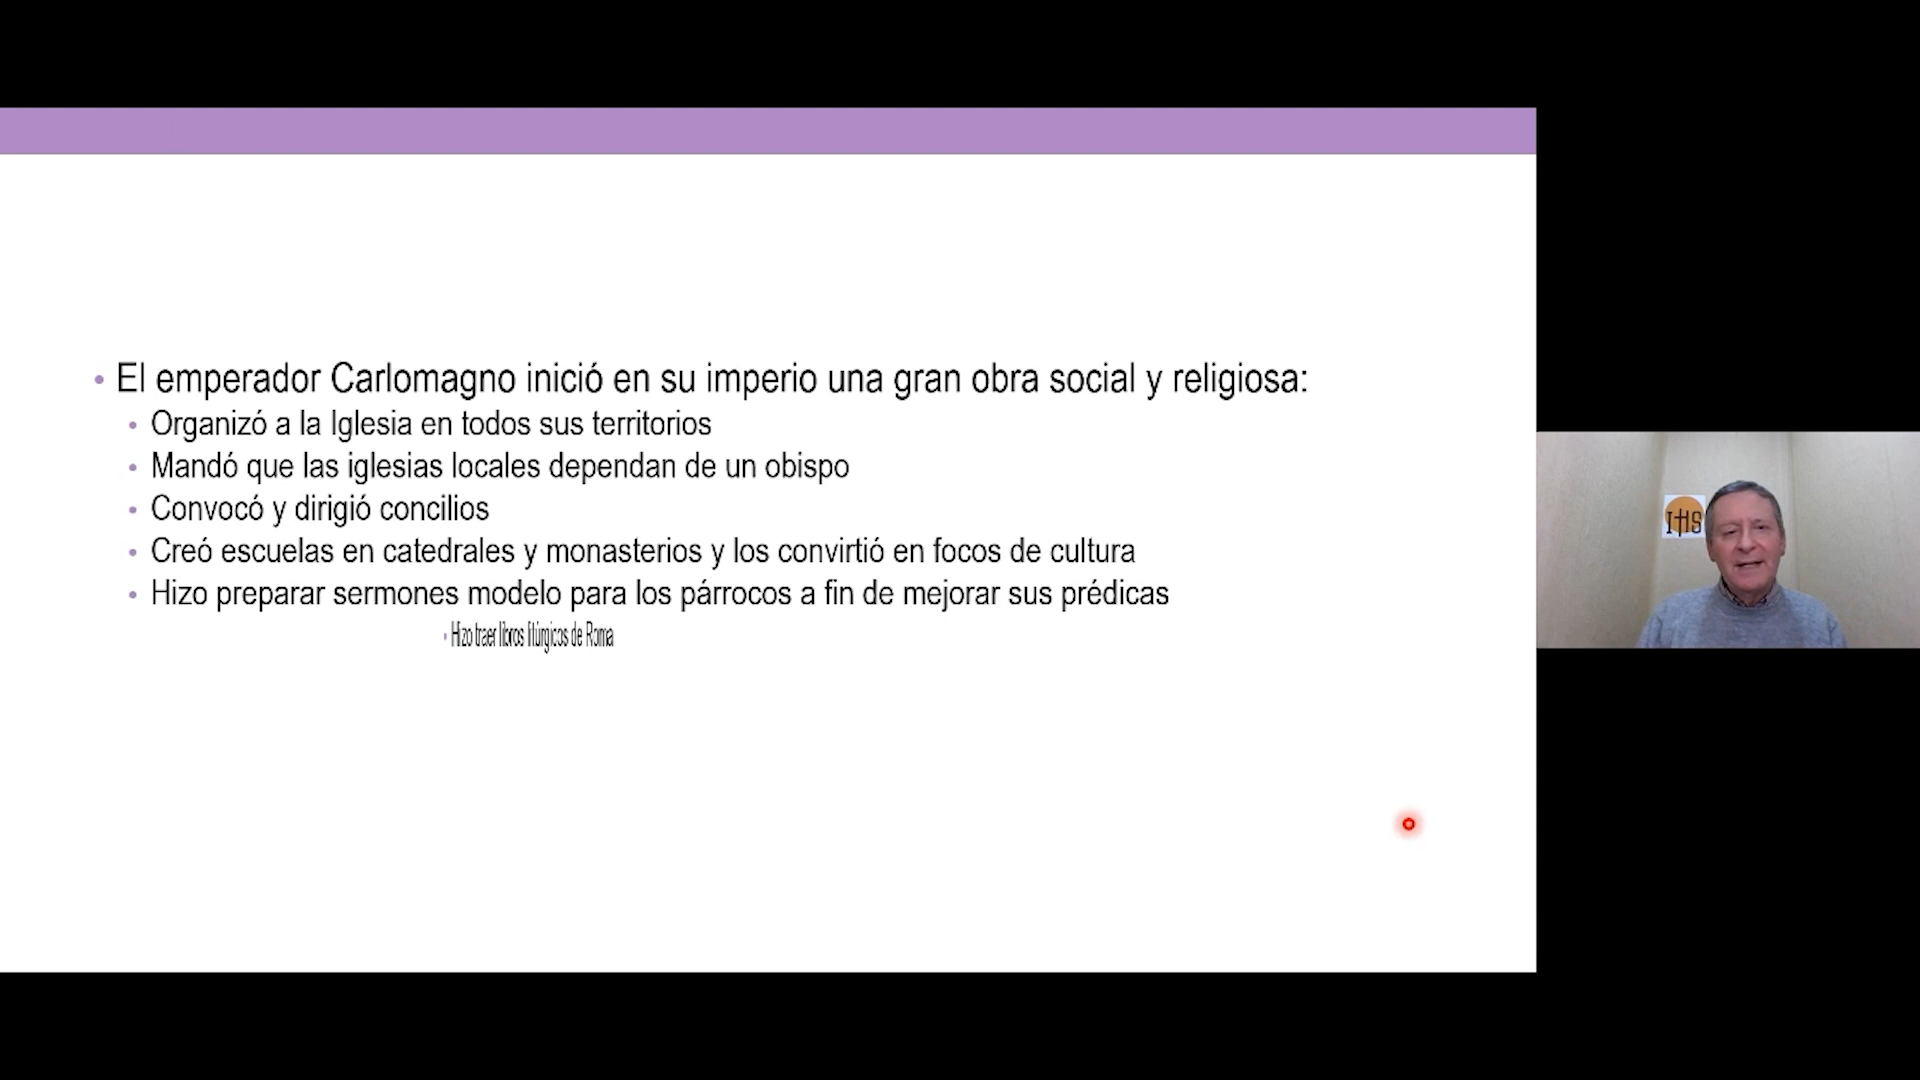 • El emperador Carlomagno inició en su imperio una gran obra social y religiosa:
• Organizó a la Iglesia en todos sus territorios
• Mandó que las iglesias locales dependan de un obispo
• Convocó y dirigió concilios
• Creó escuelas en catedrales y monasterios y los convirtió en focos de cultura
• Hizo preparar sermones modelo para los párrocos a fin de mejorar sus prédicas
• Hizo traer libros litúrgicos de Roma
IHS